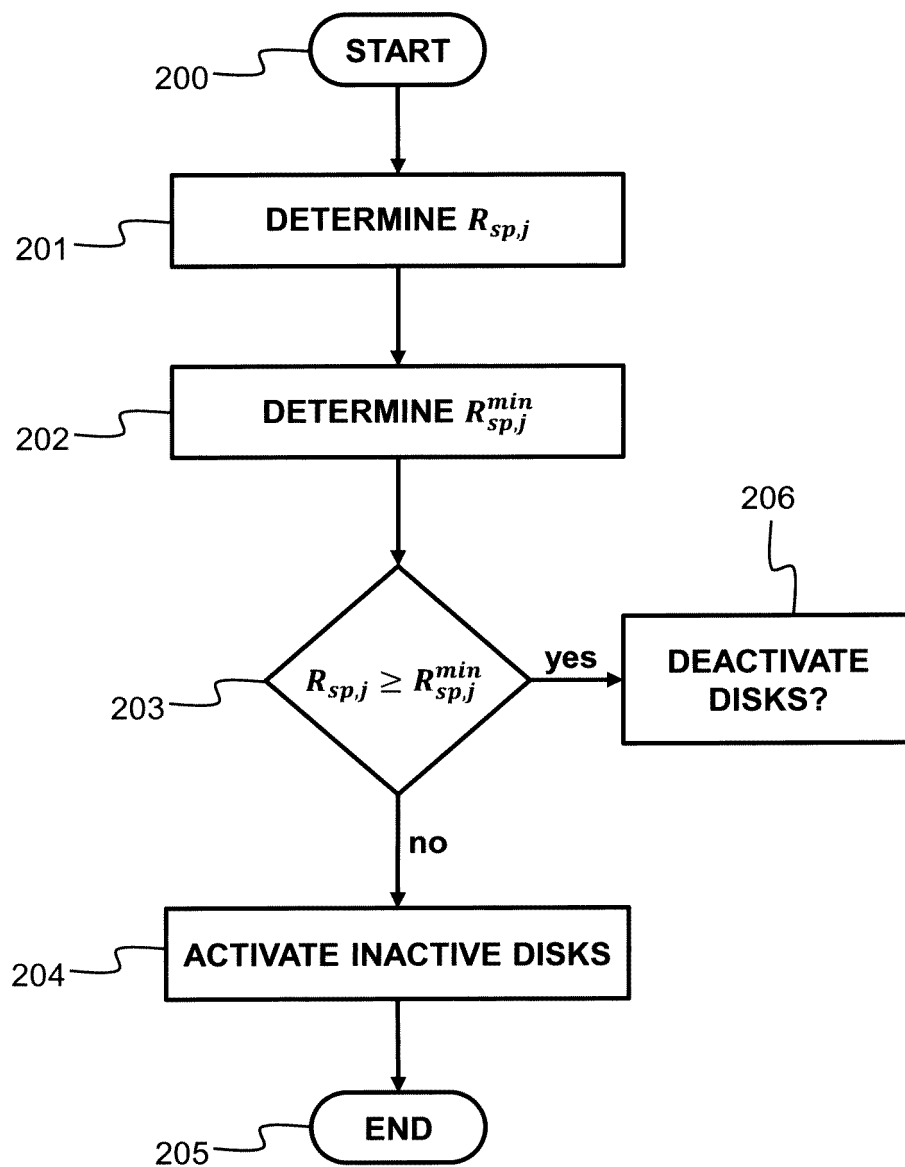 START
200
DETERMINE R_{sp,j}
201
DETERMINE R_{sp,j}^{min}
202
206
R_{sp,j} ≥ R_{sp,j}^{min}
yes
DEACTIVATE
DISKS?
203
no
ACTIVATE INACTIVE DISKS
204
END
205